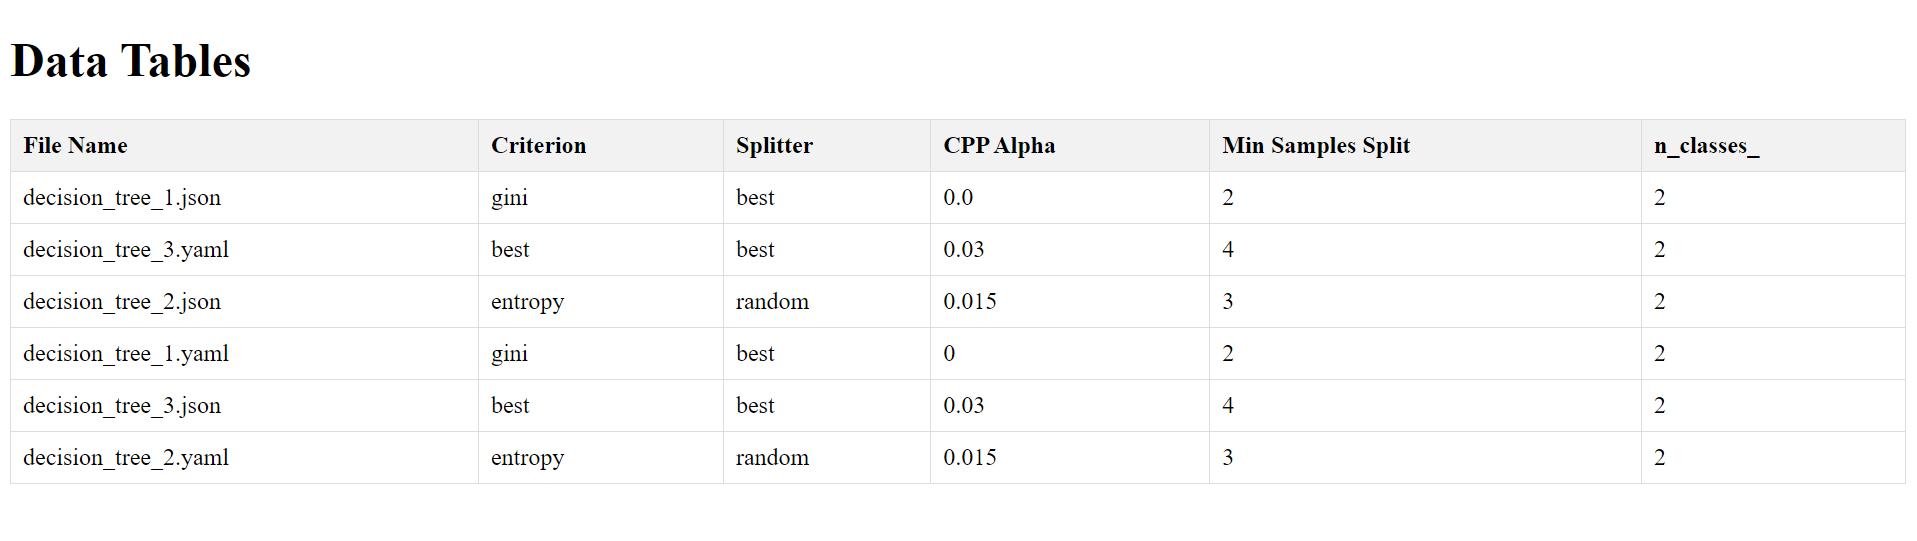 Data Tables
File Name Criterion Splitter CPP Alpha Min Samples Split n_classes_
decision_tree_1.json gini best 0.0 2 2
decision_tree_3.yaml best best 0.03 4 2
decision_tree_2.json entropy random 0.015 3 2
decision_tree_1.yaml gini best 0 2 2
decision_tree_3.json best best 0.03 4 2
decision_tree_2.yaml entropy random 0.015 3 2